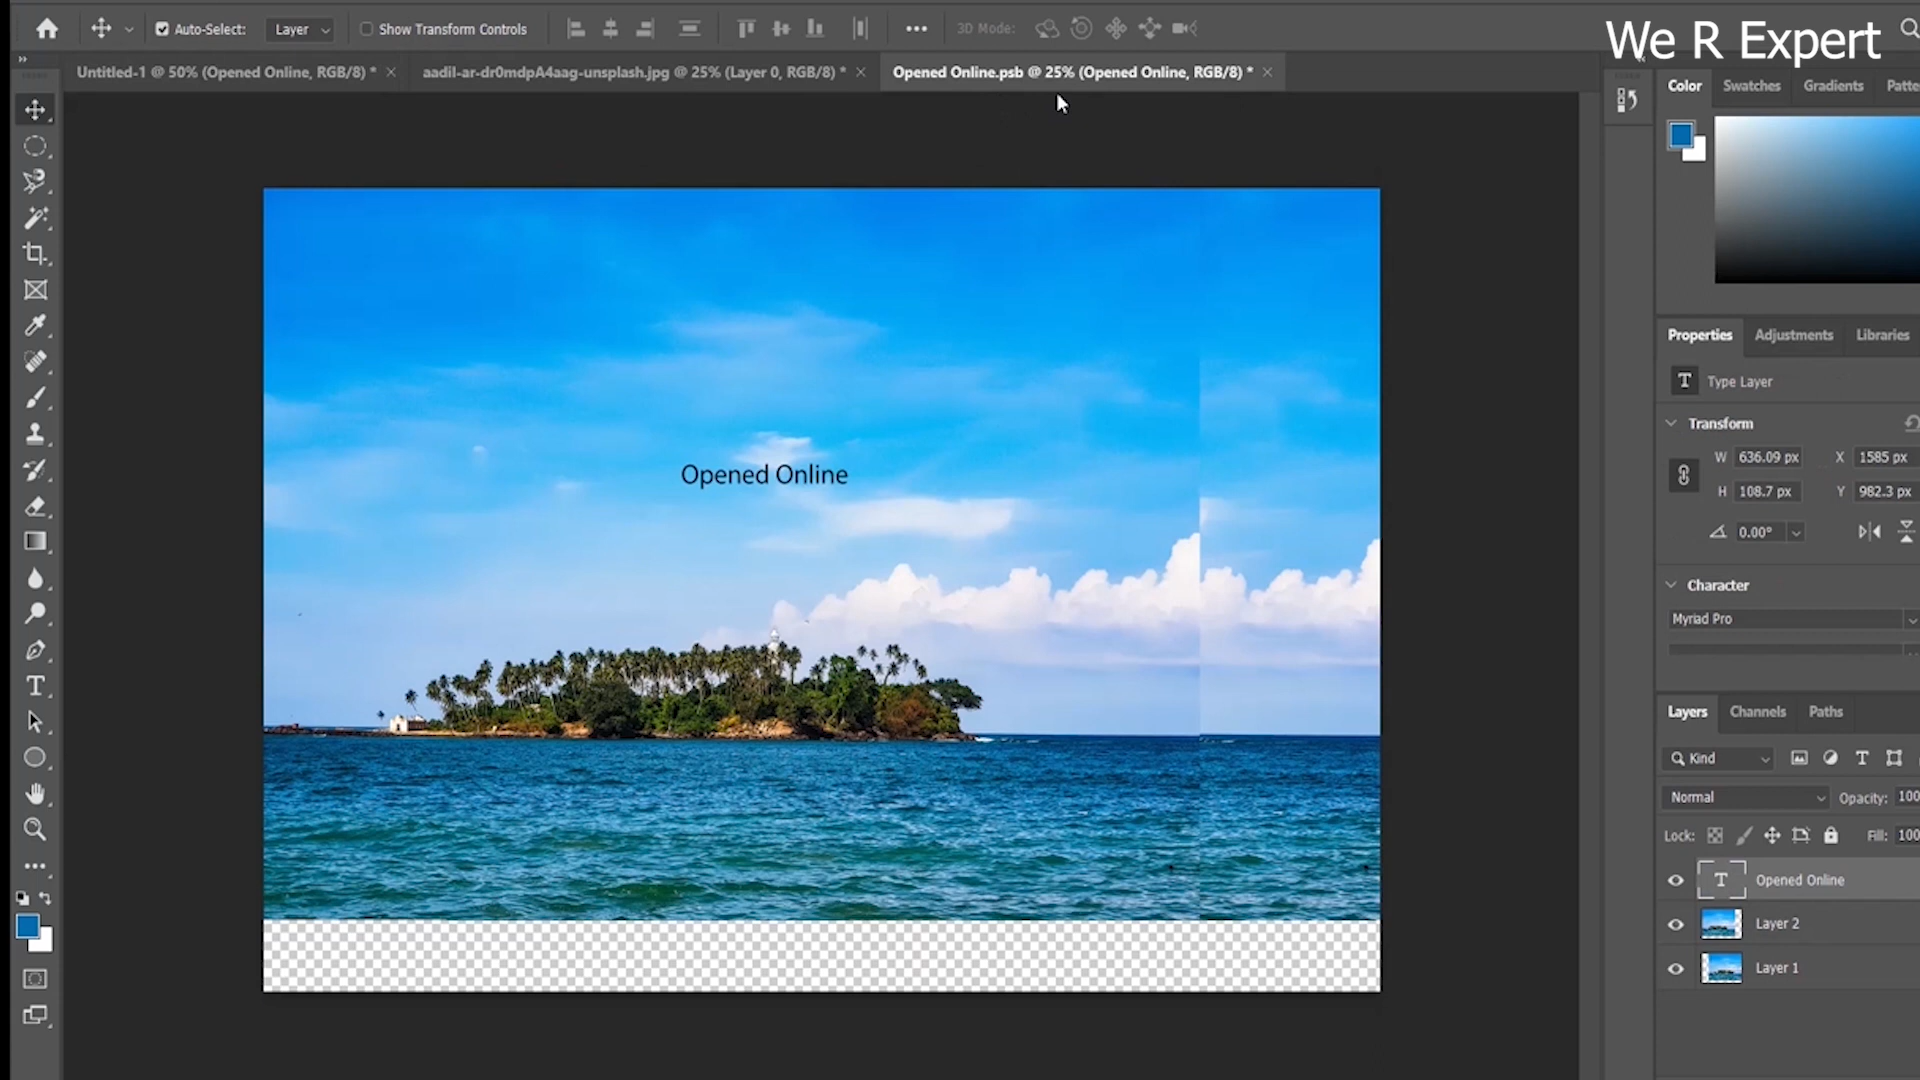 We R Expert
Auto-Select: Layer Show Transform Controls 3D Mode:
Untitled-1 @ 50% (Opened Online, RGB/8) * aadil-ar-dr0mdpA4aag-unsplash.jpg @ 25% (Layer 0, RGB/8) * Opened Online.psb @ 25% (Opened Online, RGB/8) *
Color Swatches Gradients Patte
Opened Online
Properties Adjustments Libraries
T Type Layer
Transform
W 636.09 px X 1585 px
H 108.7 px Y 982.3 px
0.00°
Character
Myriad Pro
Layers Channels Paths
Kind
Normal Opacity: 100
Lock: Fill: 100
T Opened Online
Layer 2
Layer 1